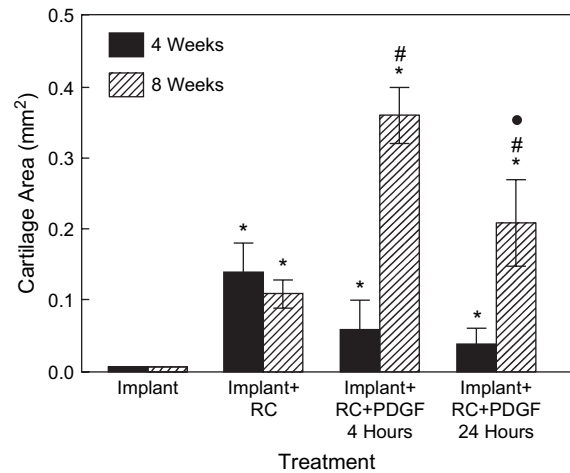 0.5
0.4
0.3
0.2
0.1
0.0
Cartilage Area (mm²)
4 Weeks
8 Weeks
*
*
*
#
*
*
●
#
*
Implant
Implant+
RC
Implant+
RC+PDGF
4 Hours
Implant+
RC+PDGF
24 Hours
Treatment